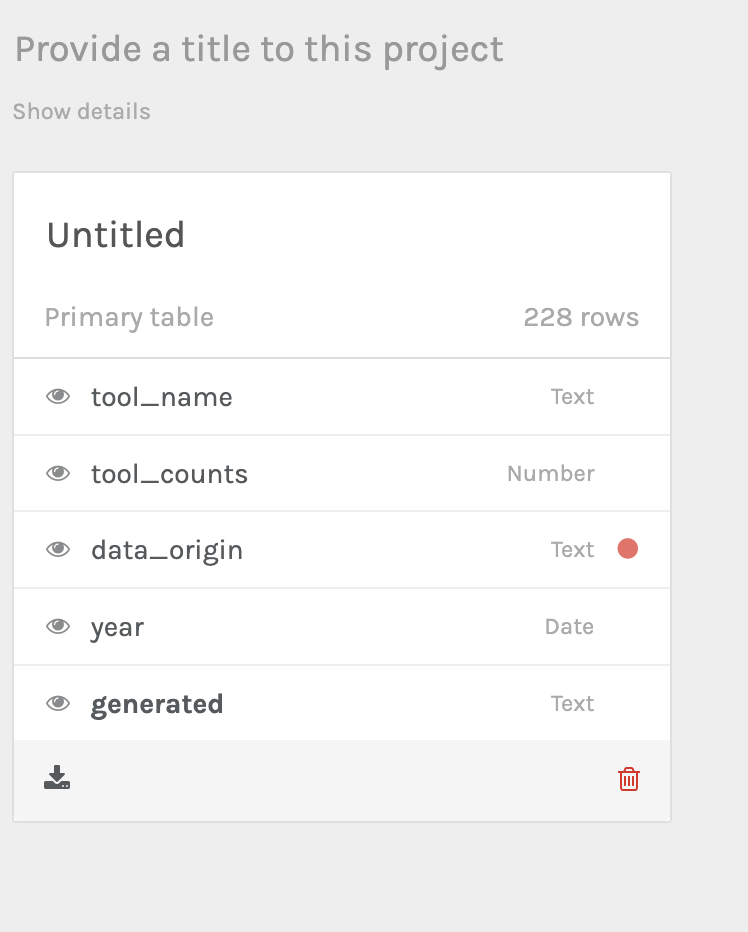 Provide a title to this project
Show details
Untitled
Primary table 228 rows
tool_name Text
tool_counts Number
data_origin Text
year Date
generated Text